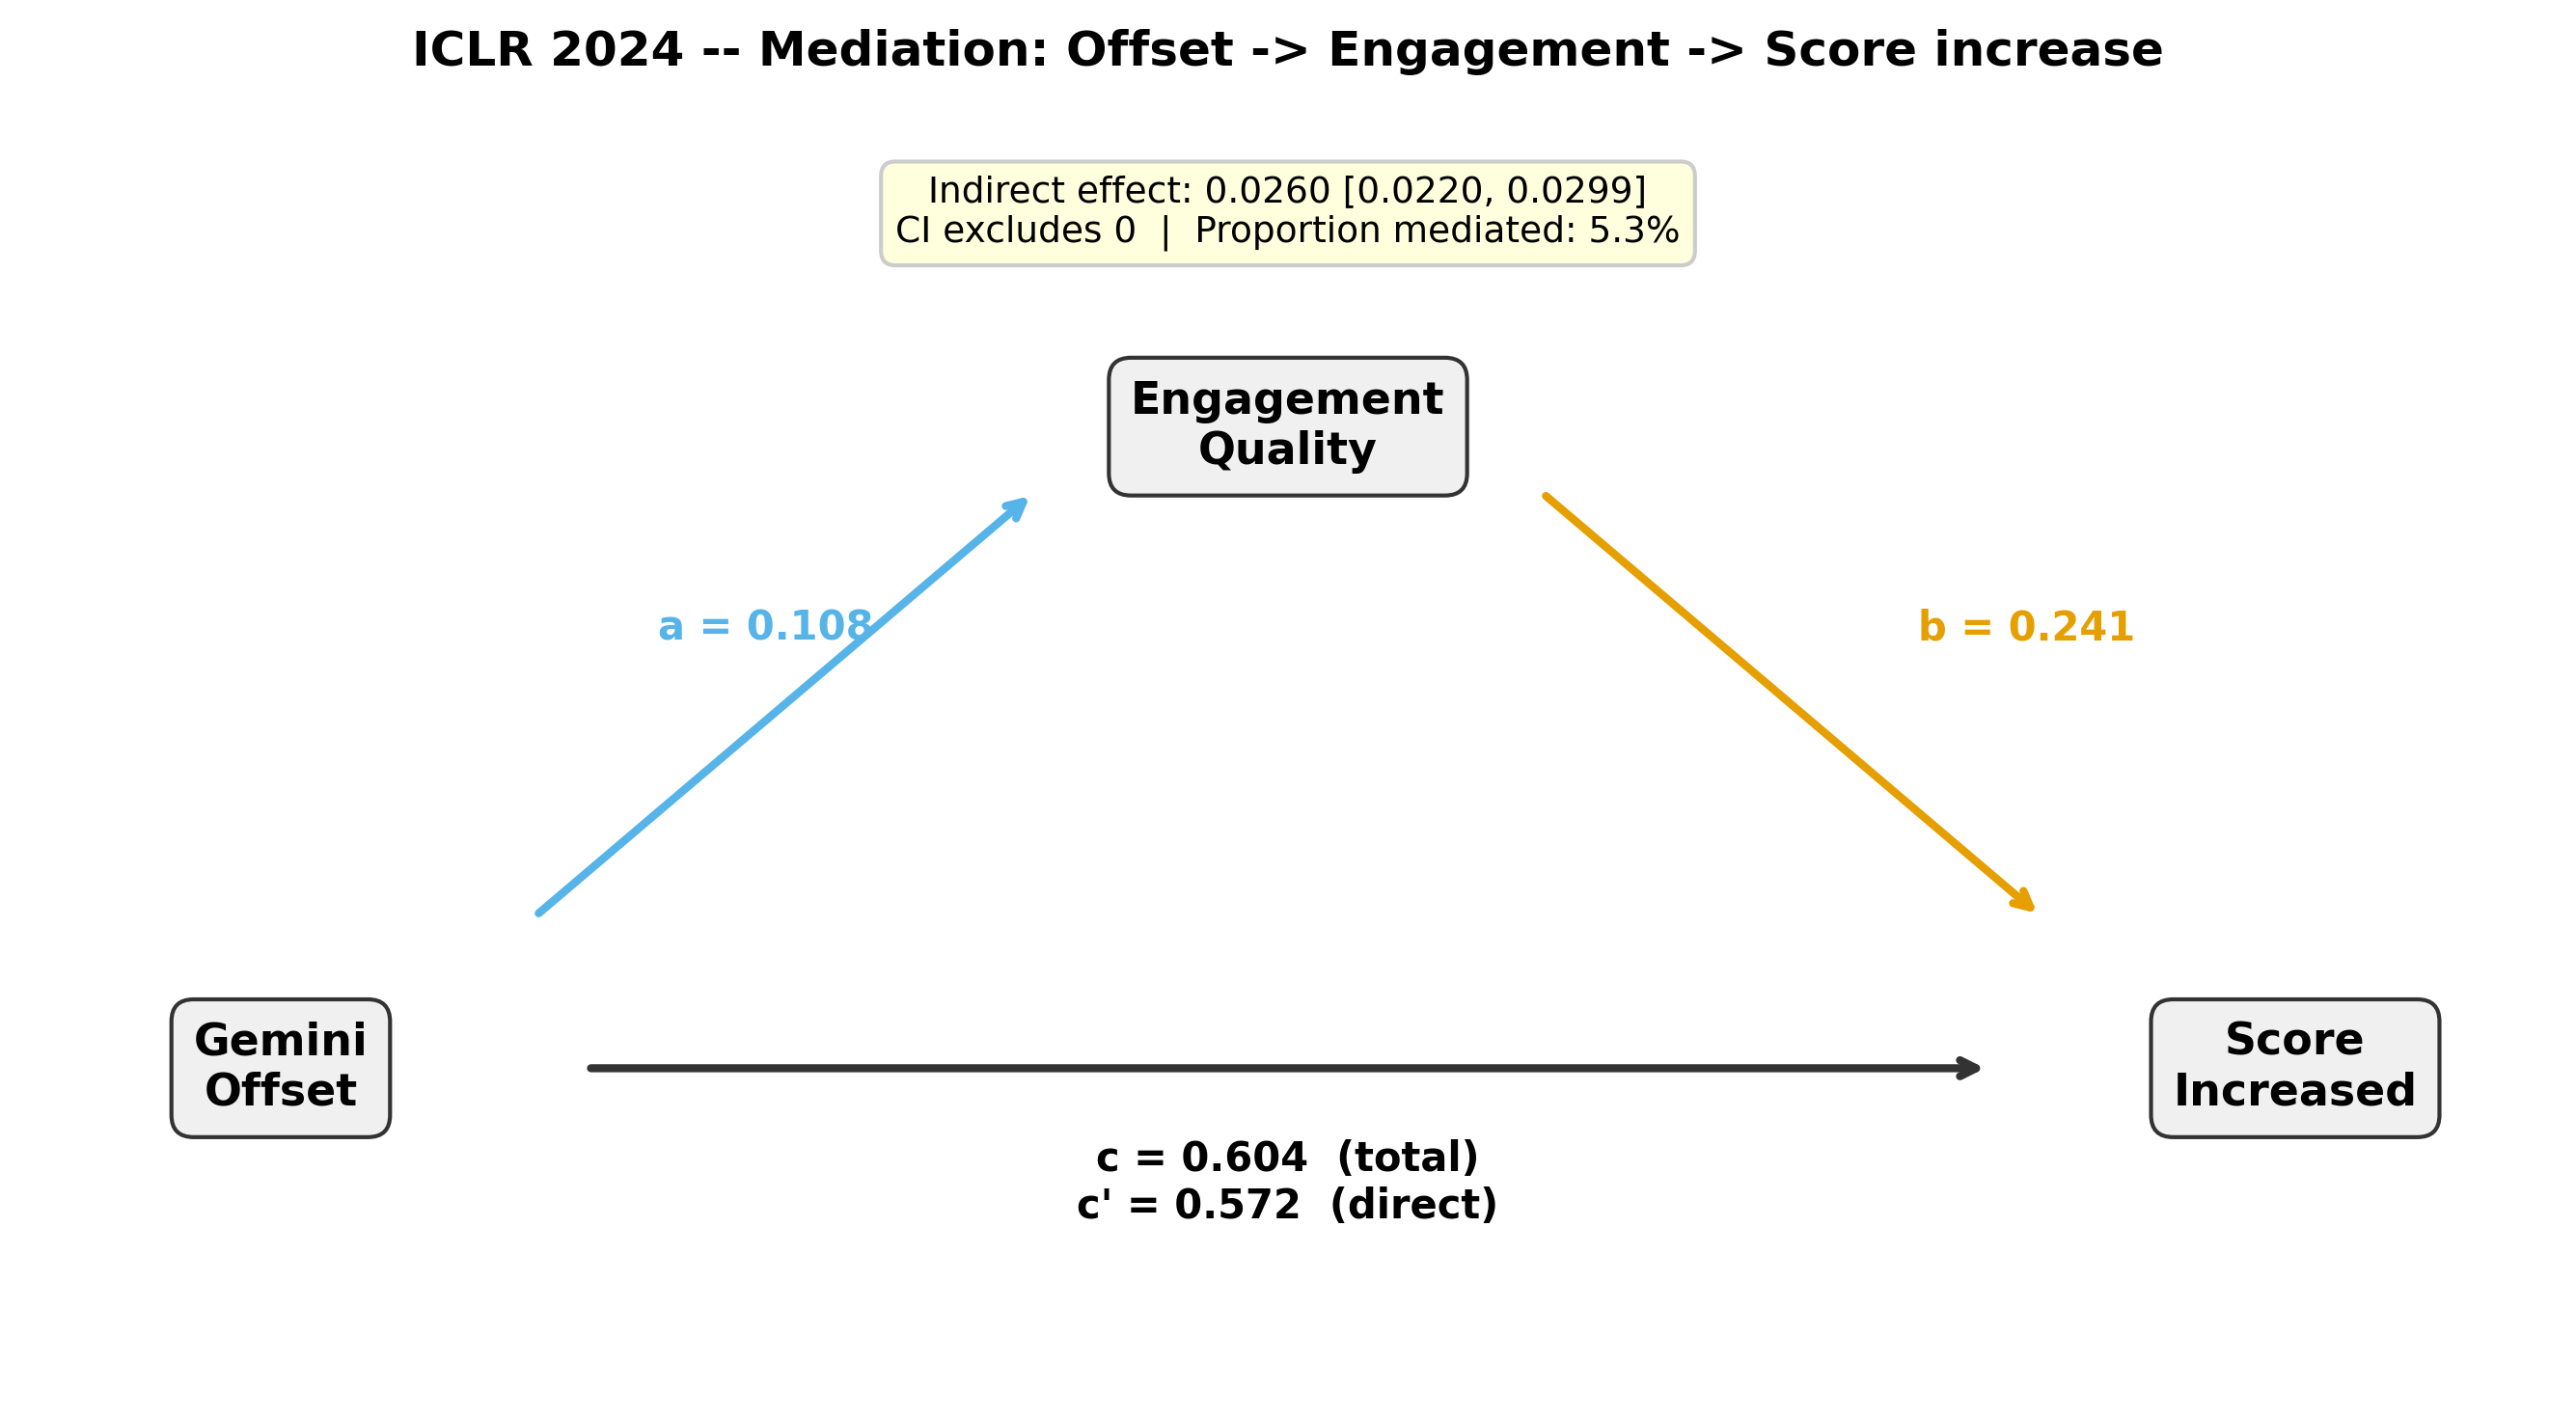 ICLR 2024 -- Mediation: Offset -> Engagement -> Score increase
Indirect effect: 0.0260 [0.0220, 0.0299]
CI excludes 0  |  Proportion mediated: 5.3%
Engagement
Quality
a = 0.108
b = 0.241
Gemini
Offset
Score
Increased
c = 0.604  (total)
c' = 0.572  (direct)